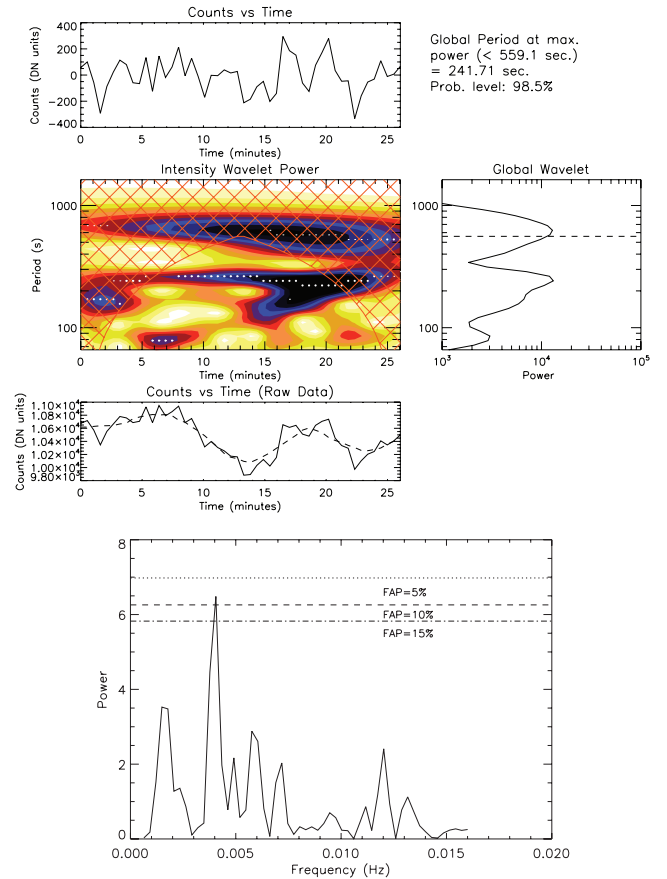 Counts vs Time
Counts (DN units)
400
200
0
−200
−400
0 5 10 15 20 25
Time (minutes)
Global Period at max.
power (< 559.1 sec.)
= 241.71 sec.
Prob. level: 98.5%
Intensity Wavelet Power
Period (s)
1000
100
0 5 10 15 20 25
Time (minutes)
Global Wavelet
1000
100
10³ 10⁴ 10⁵
Power
Counts vs Time (Raw Data)
Counts (DN units)
1.10×10⁴
1.08×10⁴
1.06×10⁴
1.04×10⁴
1.02×10⁴
1.00×10⁴
9.80×10³
0 5 10 15 20 25
Time (minutes)
Power
8
6
4
2
0
FAP=5%
FAP=10%
FAP=15%
0.000 0.005 0.010 0.015 0.020
Frequency (Hz)